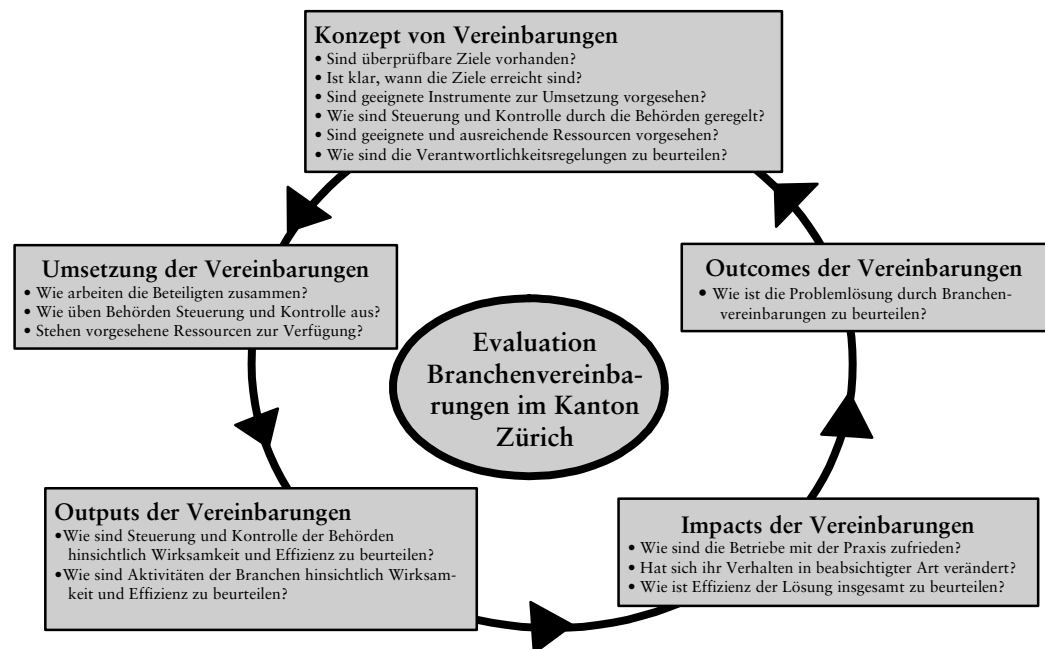 Konzept von Vereinbarungen
• Sind überprüfbare Ziele vorhanden?
• Ist klar, wann die Ziele erreicht sind?
• Sind geeignete Instrumente zur Umsetzung vorgesehen?
• Wie sind Steuerung und Kontrolle durch die Behörden geregelt?
• Sind geeignete und ausreichende Ressourcen vorgesehen?
• Wie sind die Verantwortlichkeitsregelungen zu beurteilen?
Umsetzung der Vereinbarungen
• Wie arbeiten die Beteiligten zusammen?
• Wie üben Behörden Steuerung und Kontrolle aus?
• Stehen vorgesehene Ressourcen zur Verfügung?
Outcomes der Vereinbarungen
• Wie ist die Problemlösung durch Branchen-
vereinbarungen zu beurteilen?
Evaluation
Branchenvereinba-
rungen im Kanton
Zürich
Outputs der Vereinbarungen
•Wie sind Steuerung und Kontrolle der Behörden
hinsichtlich Wirksamkeit und Effizienz zu beurteilen?
•Wie sind Aktivitäten der Branchen hinsichtlich Wirksam-
keit und Effizienz zu beurteilen?
Impacts der Vereinbarungen
• Wie sind die Betriebe mit der Praxis zufrieden?
• Hat sich ihr Verhalten in beabsichtigter Art verändert?
• Wie ist Effizienz der Lösung insgesamt zu beurteilen?